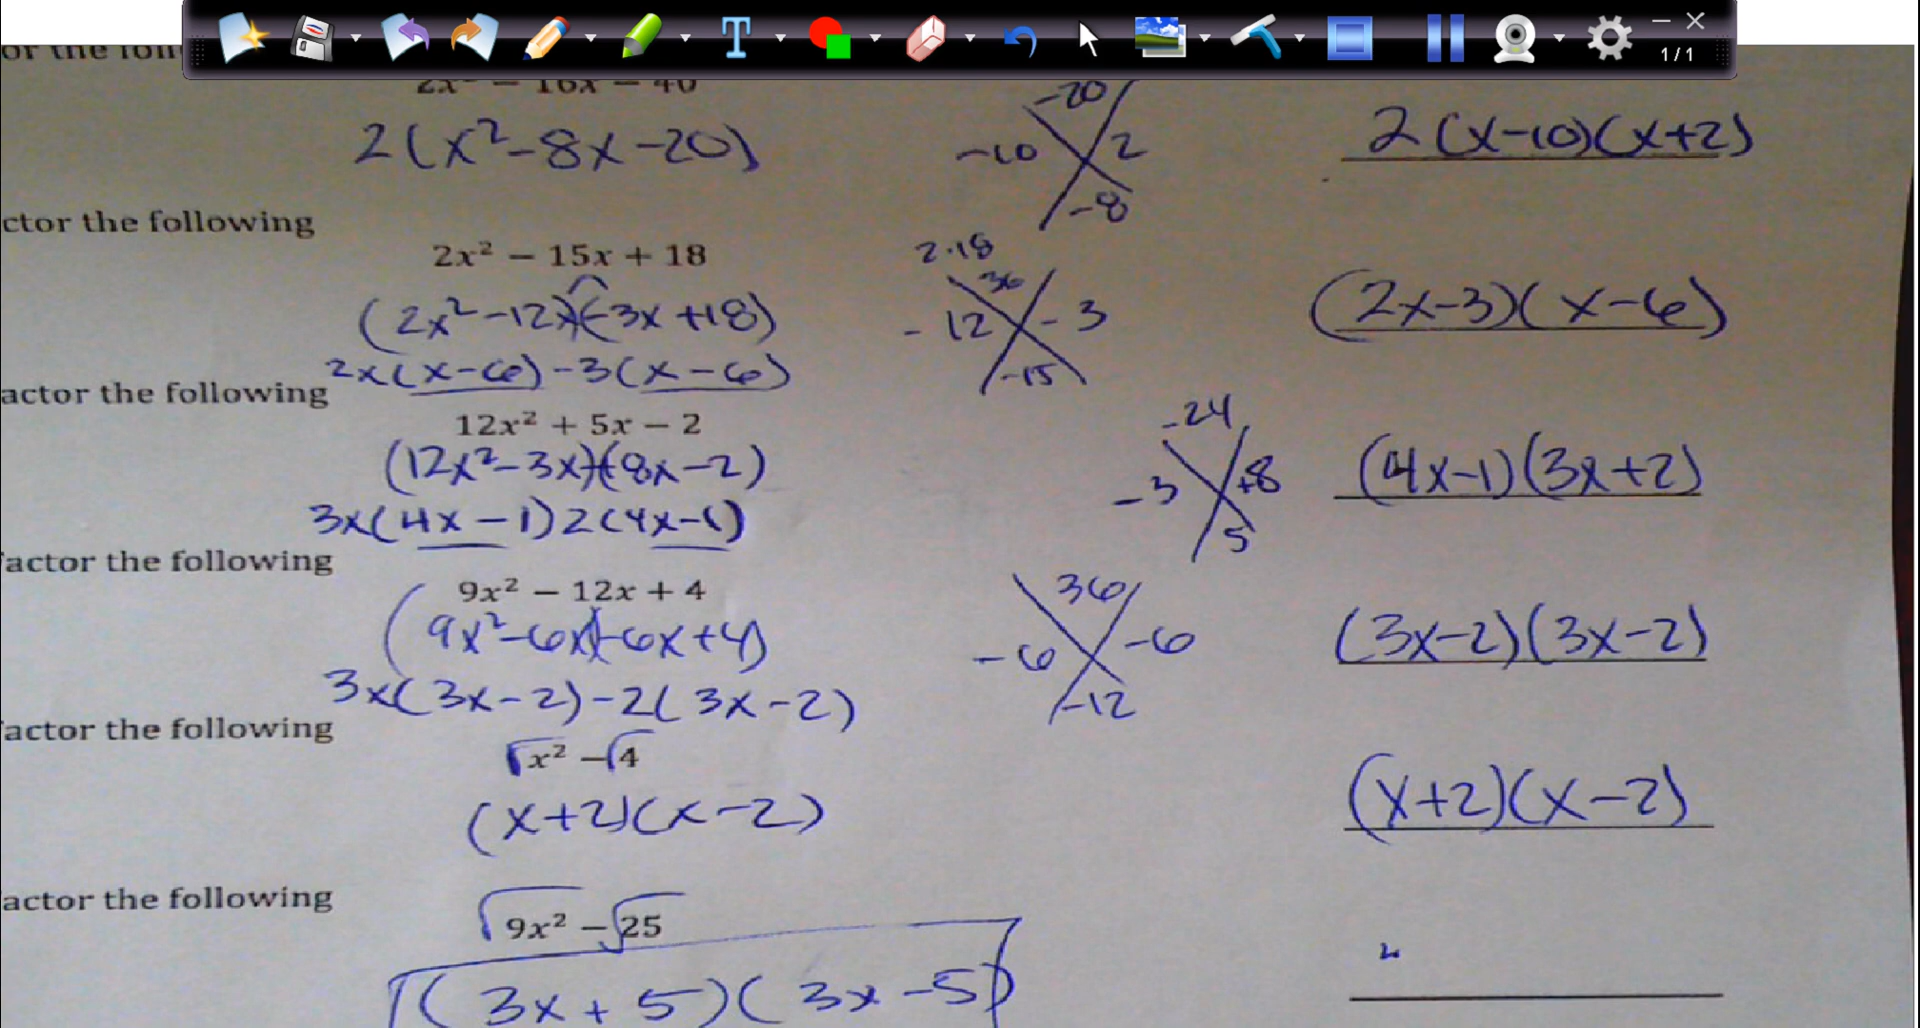 1/1
2x² − 16x − 40
2(x²-8x-20)
-20
-10 2
-8
2(x-10)(x+2)
ctor the following
2x² − 15x + 18
(2x²-12x)(-3x+18)
2x(x-6)-3(x-6)
2·18
36
-12 -3
-15
(2x-3)(x-6)
actor the following
12x² + 5x − 2
(12x²-3x)+(8x-2)
3x(4x-1)2(4x-1)
-24
-3 +8
5
(4x-1)(3x+2)
actor the following
9x² − 12x + 4
(9x²-6x)(-6x+4)
3x(3x-2)-2(3x-2)
36
-6 -6
-12
(3x-2)(3x-2)
actor the following
√x² − √4
(x+2)(x-2)
(x+2)(x-2)
actor the following
√9x² − √25
(3x+5)(3x-5)